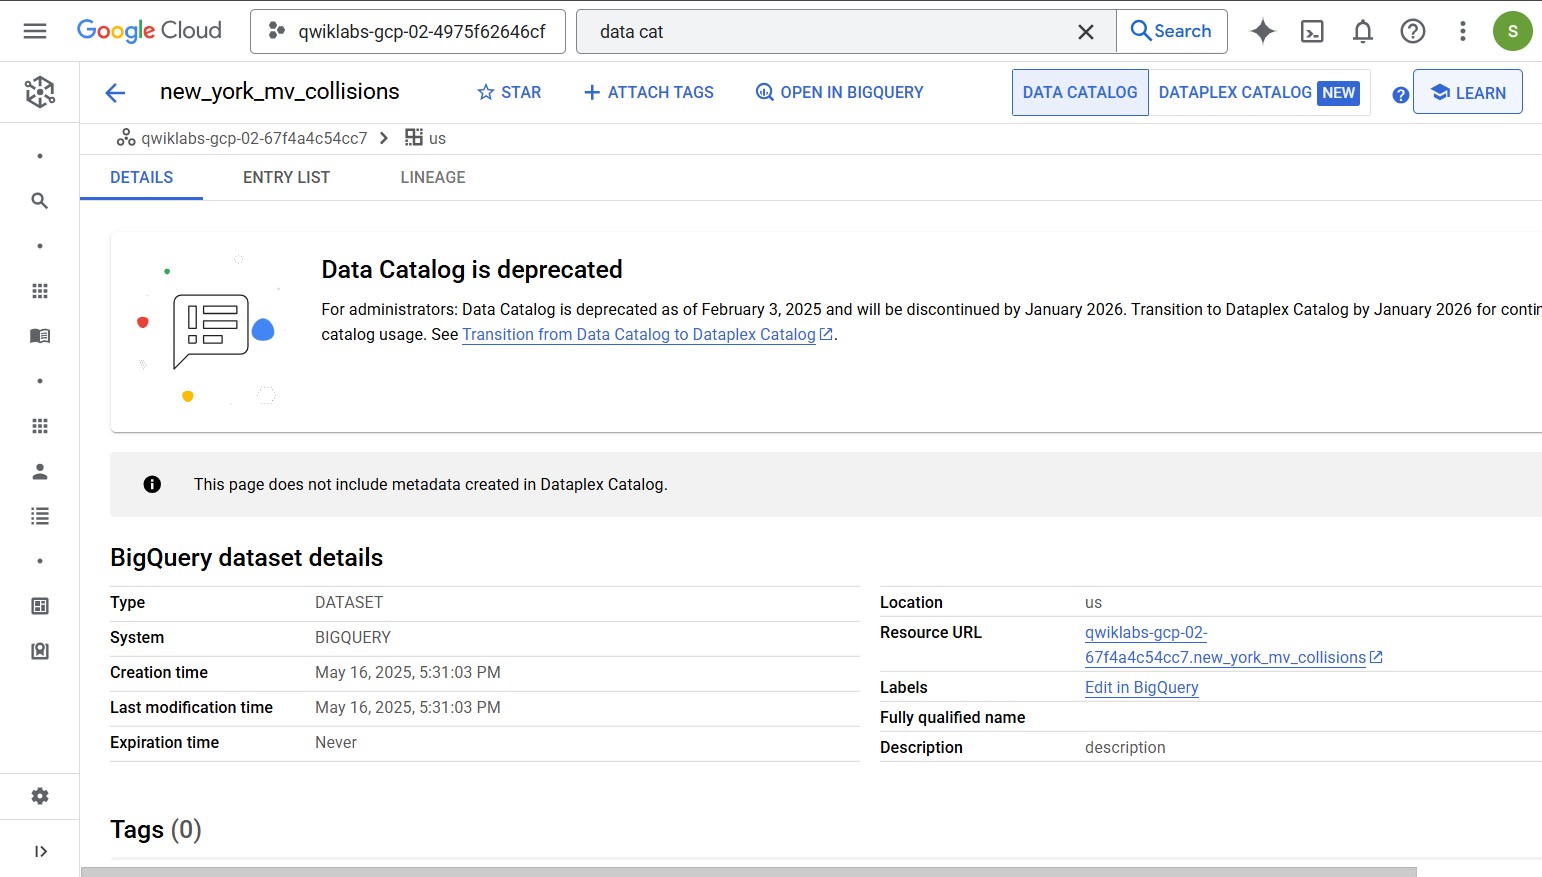 Google Cloud
qwiklabs-gcp-02-4975f62646cf
data cat
Search
S
new_york_mv_collisions
STAR
ATTACH TAGS
OPEN IN BIGQUERY
DATA CATALOG
DATAPLEX CATALOG NEW
LEARN
qwiklabs-gcp-02-67f4a4c54cc7
us
DETAILS
ENTRY LIST
LINEAGE
Data Catalog is deprecated
For administrators: Data Catalog is deprecated as of February 3, 2025 and will be discontinued by January 2026. Transition to Dataplex Catalog by January 2026 for contin
catalog usage. See Transition from Data Catalog to Dataplex Catalog.
This page does not include metadata created in Dataplex Catalog.
BigQuery dataset details
Type DATASET
System BIGQUERY
Creation time May 16, 2025, 5:31:03 PM
Last modification time May 16, 2025, 5:31:03 PM
Expiration time Never
Location us
Resource URL qwiklabs-gcp-02-
67f4a4c54cc7.new_york_mv_collisions
Labels Edit in BigQuery
Fully qualified name
Description description
Tags (0)